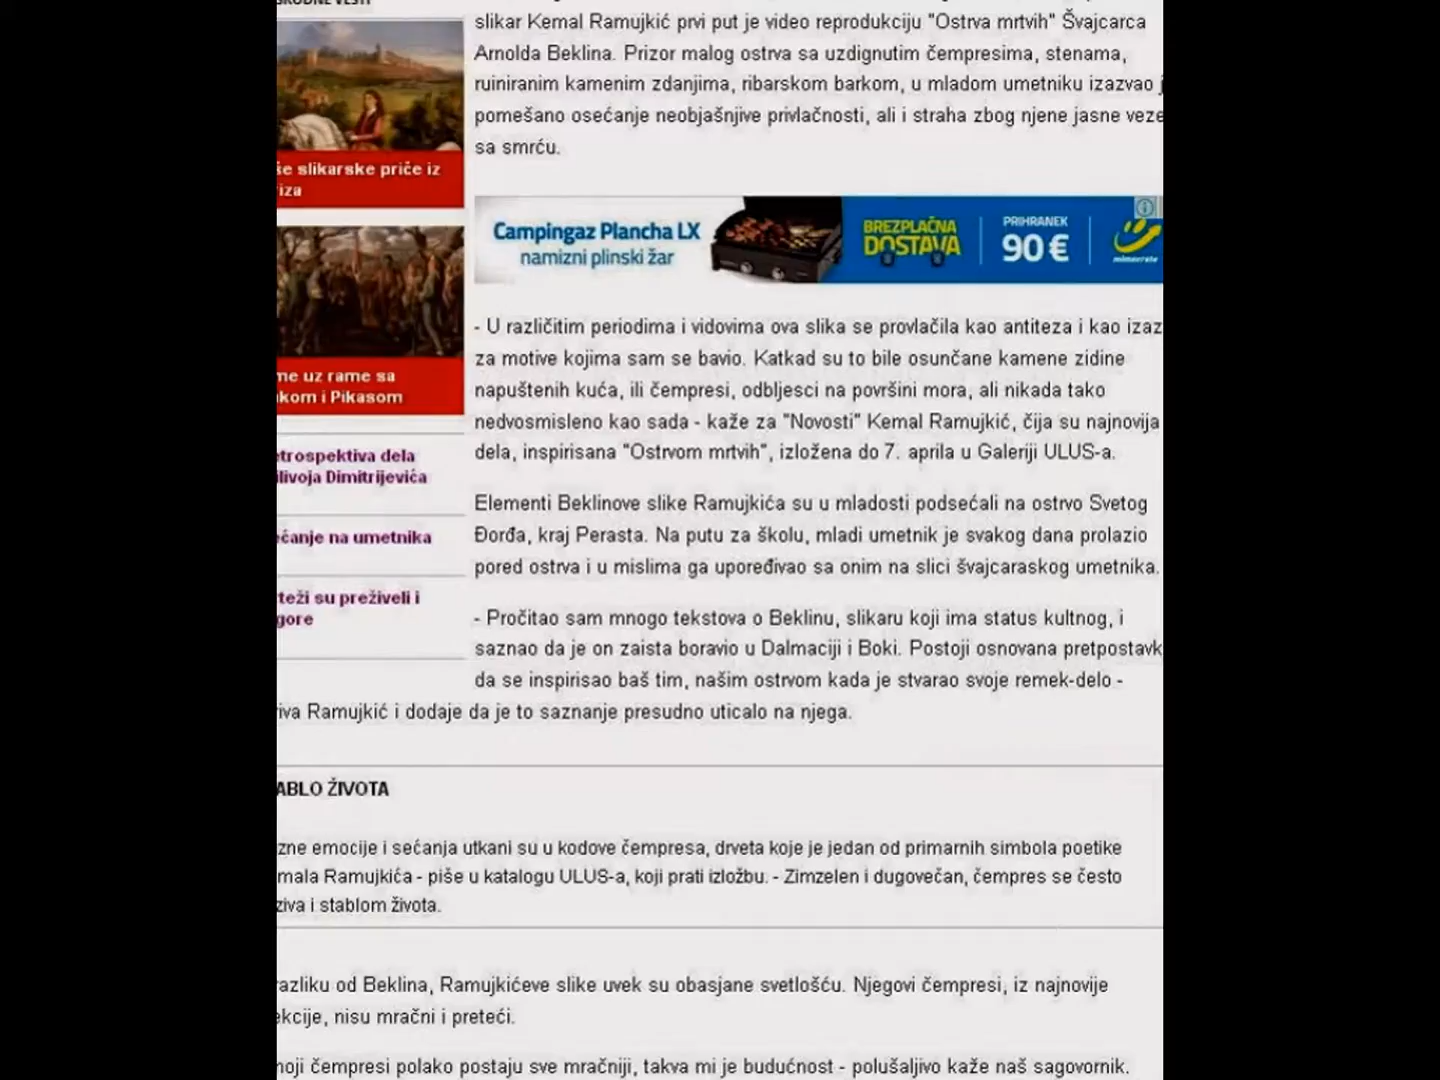 slikar Kemal Ramujkić prvi put je video reprodukciju "Ostrva mrtvih" Švajcarca
Arnolda Beklina. Prizor malog ostrva sa uzdignutim čempresima, stenama,
ruiniranim kamenim zdanjima, ribarskom barkom, u mladom umetniku izazvao j
pomešano osećanje neobjašnjive privlačnosti, ali i straha zbog njene jasne veze
sa smrću.
še slikarske priče iz
riza
Campingaz Plancha LX
namizni plinski žar
BREZPLAČNA
DOSTAVA
PRIHRANEK
90 €
mimovrste
me uz rame sa
kom i Pikasom
- U različitim periodima i vidovima ova slika se provlačila kao antiteza i kao izaz
za motive kojima sam se bavio. Katkad su to bile osunčane kamene zidine
napuštenih kuća, ili čempresi, odbljesci na površini mora, ali nikada tako
nedvosmisleno kao sada - kaže za "Novosti" Kemal Ramujkić, čija su najnovija
dela, inspirisana "Ostrvom mrtvih", izložena do 7. aprila u Galeriji ULUS-a.
etrospektiva dela
ilivoja Dimitrijevića
ećanje na umetnika
teži su preživeli i
gore
Elementi Beklinove slike Ramujkića su u mladosti podsećali na ostrvo Svetog
Đorđa, kraj Perasta. Na putu za školu, mladi umetnik je svakog dana prolazio
pored ostrva i u mislima ga upoređivao sa onim na slici švajcaraskog umetnika.
- Pročitao sam mnogo tekstova o Beklinu, slikaru koji ima status kultnog, i
saznao da je on zaista boravio u Dalmaciji i Boki. Postoji osnovana pretpostavk
da se inspirisao baš tim, našim ostrvom kada je stvarao svoje remek-delo -
iva Ramujkić i dodaje da je to saznanje presudno uticalo na njega.
ABLO ŽIVOTA
zne emocije i sećanja utkani su u kodove čempresa, drveta koje je jedan od primarnih simbola poetike
mala Ramujkića - piše u katalogu ULUS-a, koji prati izložbu. - Zimzelen i dugovečan, čempres se često
ziva i stablom života.
razliku od Beklina, Ramujkićeve slike uvek su obasjane svetlošću. Njegovi čempresi, iz najnovije
ekcije, nisu mračni i preteći.
moji čempresi polako postaju sve mračniji, takva mi je budućnost - polušaljivo kaže naš sagovornik.